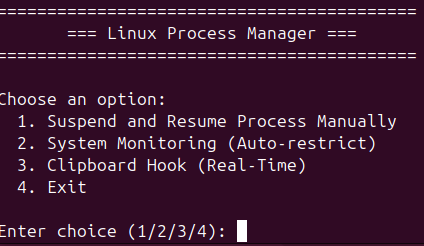 ==========================================
=== Linux Process Manager ===
==========================================
Choose an option:
1. Suspend and Resume Process Manually
2. System Monitoring (Auto-restrict)
3. Clipboard Hook (Real-Time)
4. Exit
Enter choice (1/2/3/4):